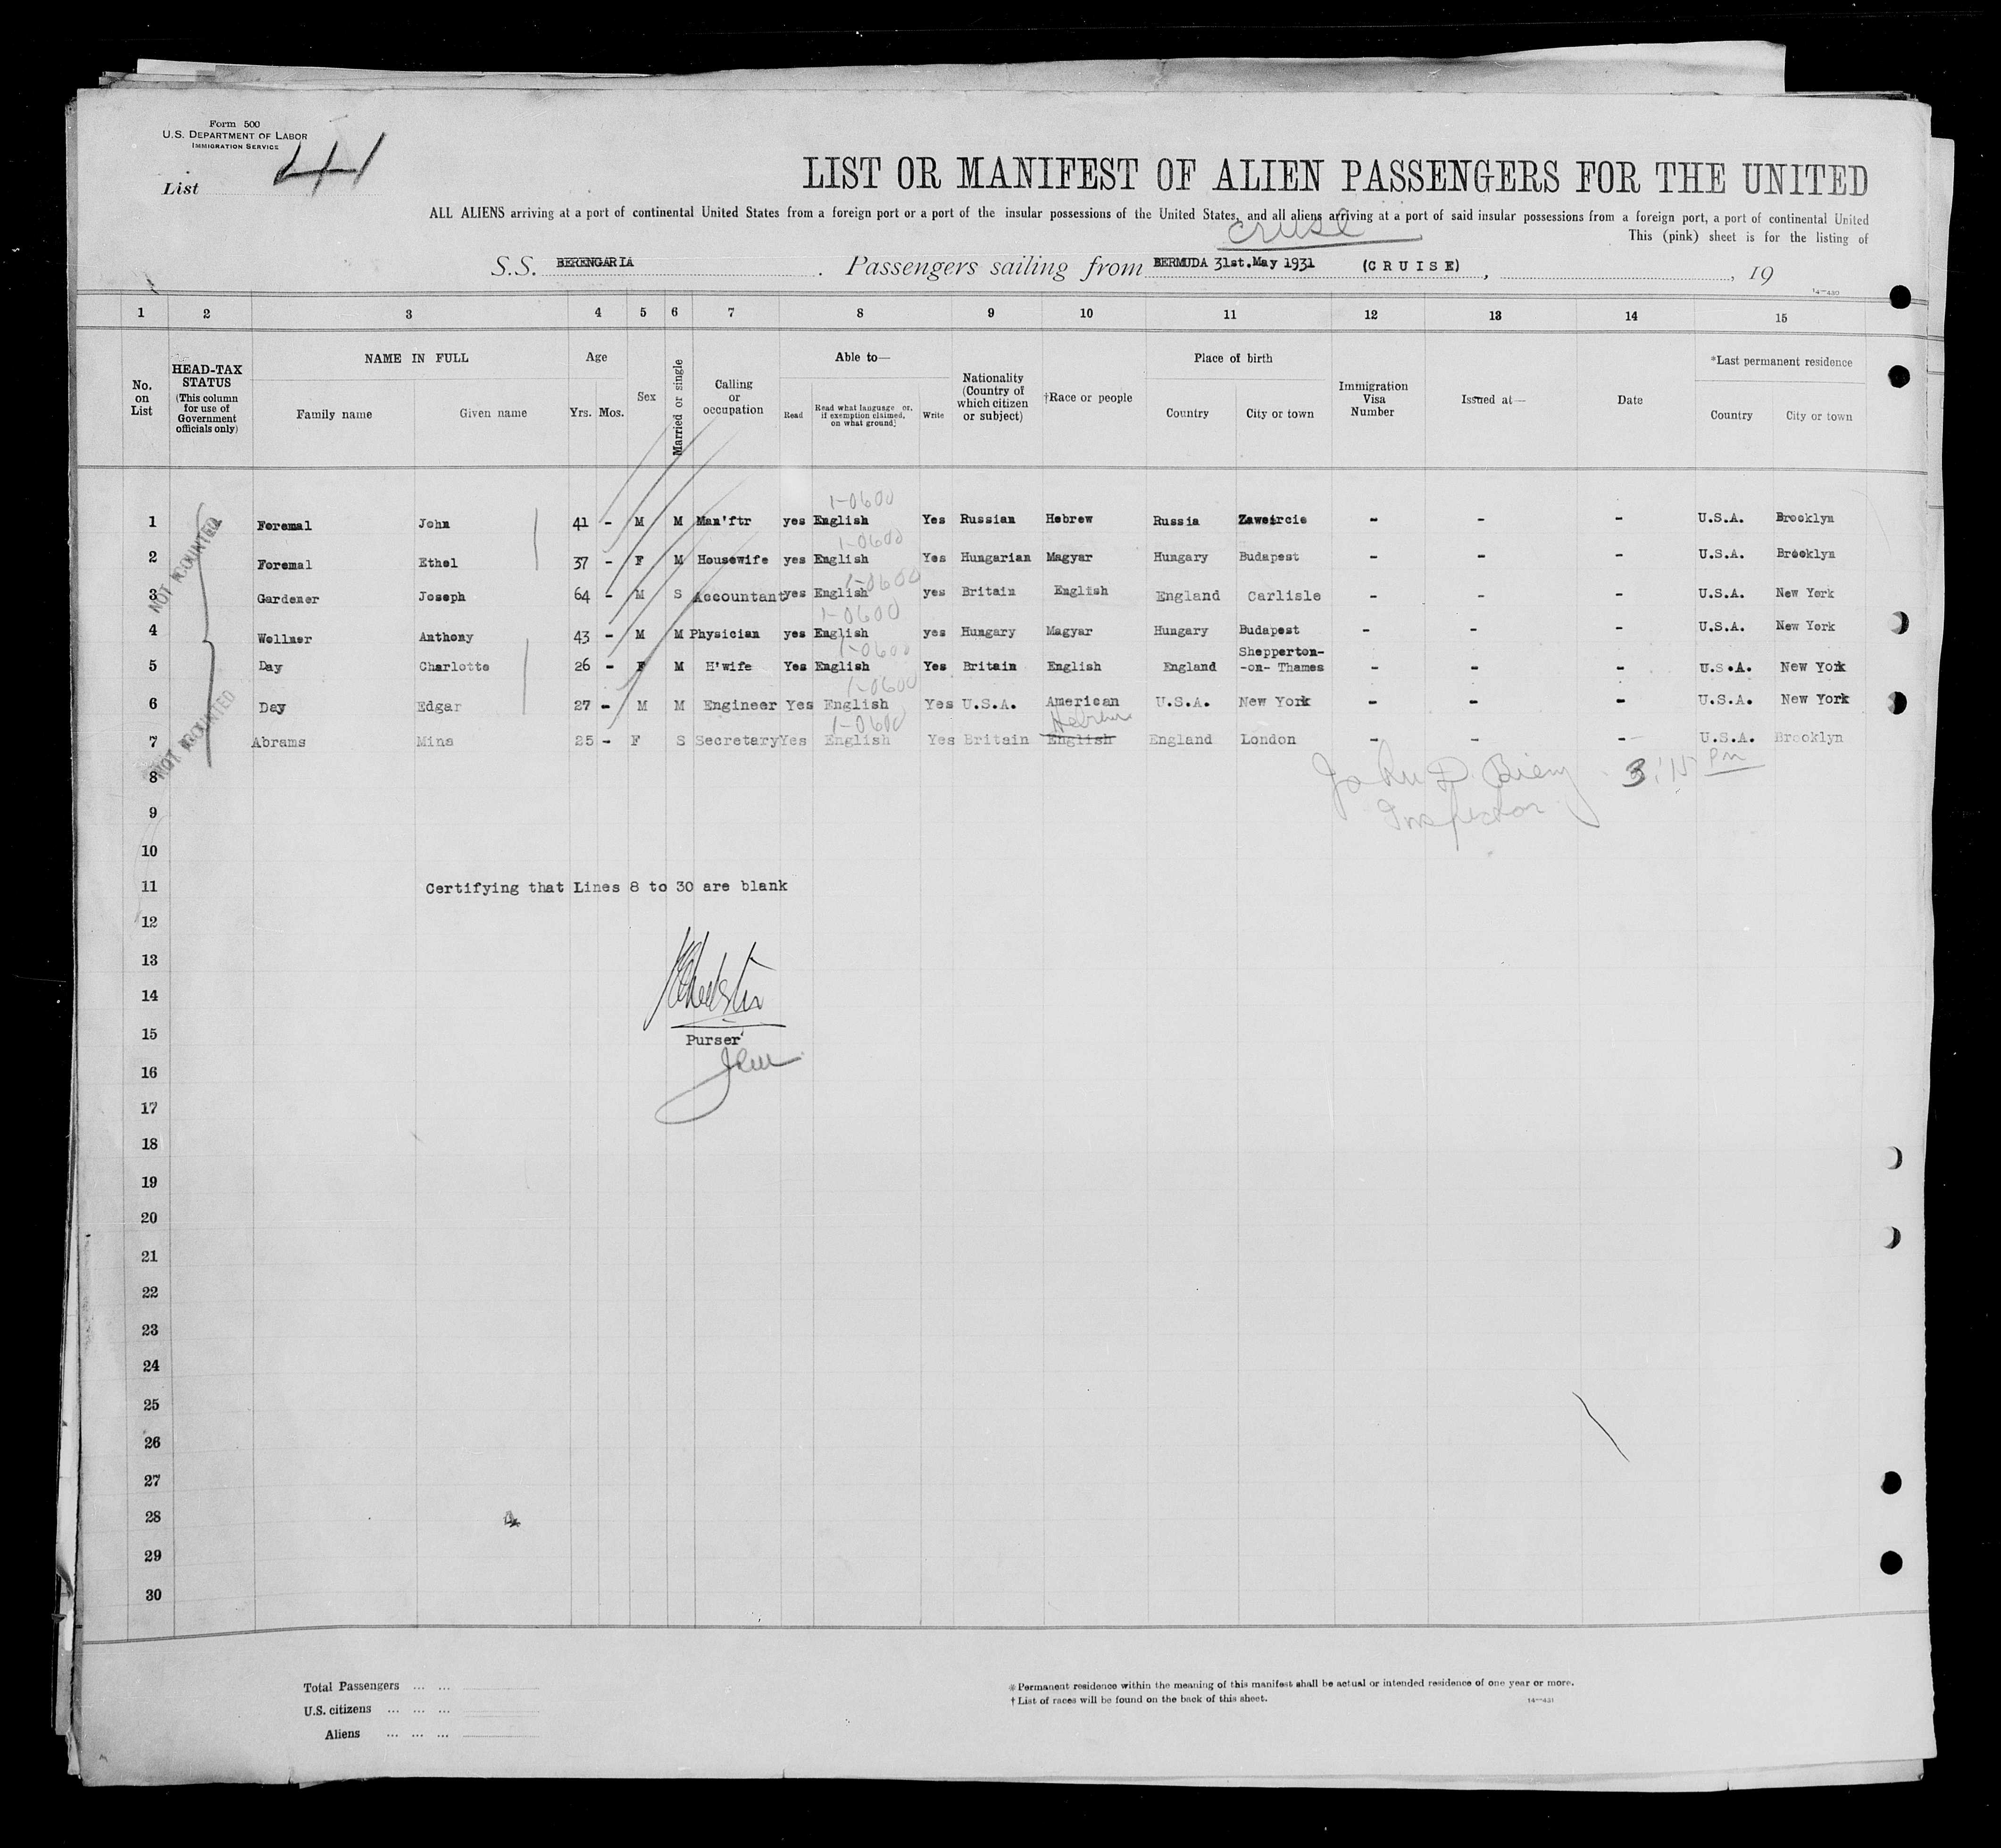 Form 500
U.S. DEPARTMENT OF LABOR
IMMIGRATION SERVICE
List 41
LIST OR MANIFEST OF ALIEN PASSENGERS FOR THE UNITED
ALL ALIENS arriving at a port of continental United States from a foreign port or a port of the insular possessions of the United States, and all aliens arriving at a port of said insular possessions from a foreign port, a port of continental United
This (pink) sheet is for the listing of
cruise
S.S. BERENGARIA . Passengers sailing from BERMUDA 31st.May 1931 (C R U I S E) , , 19
14—430
1 2 3 4 5 6 7 8 9 10 11 12 13 14 15
No. on List
HEAD-TAX STATUS (This column for use of Government officials only)
NAME IN FULL
Family name Given name
Age
Yrs. Mos.
Sex
Married or single
Calling or occupation
Able to—
Read Read what language or, if exemption claimed, on what ground Write
Nationality (Country of which citizen or subject)
†Race or people
Place of birth
Country City or town
Immigration Visa Number
Issued at—
Date
*Last permanent residence
Country City or town
1-0600
1 Foremal John 41 - M M Man'ftr yes English Yes Russian Hebrew Russia Zaweircie - - - U.S.A. Brooklyn
1-0600
2 Foremal Ethel 37 - F M Housewife yes English Yes Hungarian Magyar Hungary Budapest - - - U.S.A. Brooklyn
1-0600
3 Gardener Joseph 64 - M S Accountant yes English yes Britain English England Carlisle - - - U.S.A. New York
1-0600
4 Wellner Anthony 43 - M M Physician yes English yes Hungary Magyar Hungary Budapest - - - U.S.A. New York
1-0600
5 Day Charlotte 26 - F M H'wife Yes English Yes Britain English England Shepperton- -on- Thames - - - U.S.A. New York
1-0600
6 Day Edgar 27 - M M Engineer Yes English Yes U.S.A. American U.S.A. New York - - - U.S.A. New York
1-0600 Hebrew
7 Abrams Mina 25 - F S Secretary Yes English Yes Britain English England London - - - U.S.A. Brooklyn
NOT ACCOUNTED
NOT ACCOUNTED
8
John D. 3:15 PM
Inspector
9
10
11 Certifying that Lines 8 to 30 are blank
12
13
14
15 Purser
16
17
18
19
20
21
22
23
24
25
26
27
28
29
30
Total Passengers ... ...
U.S. citizens ... ... ...
Aliens ... ... ...
* Permanent residence within the meaning of this manifest shall be actual or intended residence of one year or more.
† List of races will be found on the back of this sheet.
14—431